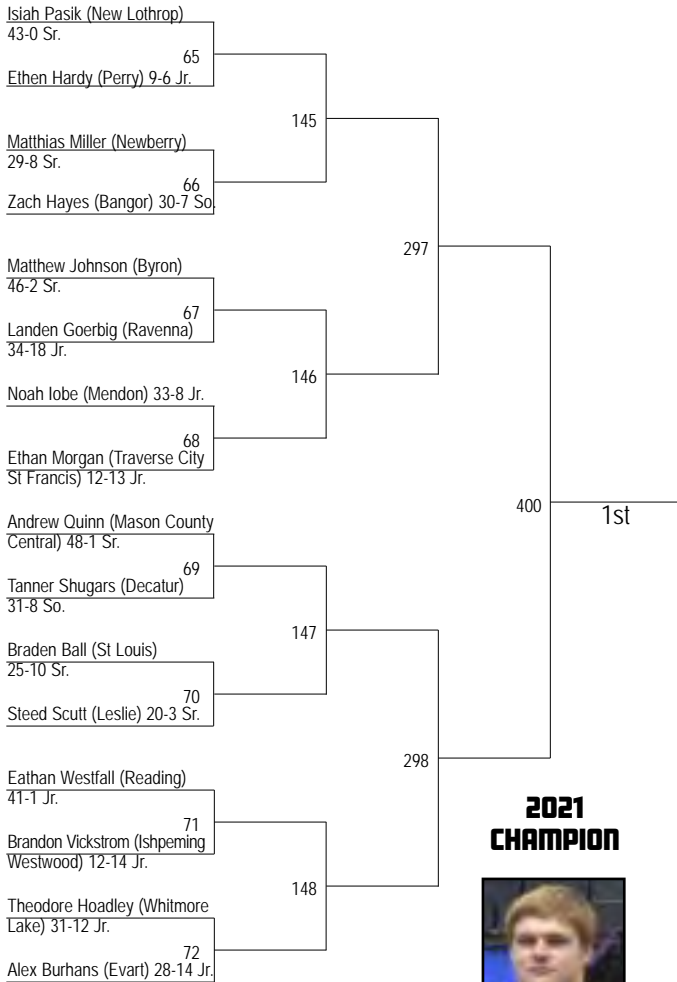 Isiah Pasik (New Lothrop)
43-0 Sr.
65
Ethen Hardy (Perry) 9-6 Jr.
145
Matthias Miller (Newberry)
29-8 Sr.
66
Zach Hayes (Bangor) 30-7 So.
297
Matthew Johnson (Byron)
46-2 Sr.
67
Landen Goerbig (Ravenna)
34-18 Jr.
146
Noah Iobe (Mendon) 33-8 Jr.
68
Ethan Morgan (Traverse City
St Francis) 12-13 Jr.
400
1st
Andrew Quinn (Mason County
Central) 48-1 Sr.
69
Tanner Shugars (Decatur)
31-8 So.
147
Braden Ball (St Louis)
25-10 Sr.
70
Steed Scutt (Leslie) 20-3 Sr.
298
Eathan Westfall (Reading)
41-1 Jr.
71
Brandon Vickstrom (Ishpeming
Westwood) 12-14 Jr.
148
Theodore Hoadley (Whitmore
Lake) 31-12 Jr.
72
Alex Burhans (Evart) 28-14 Jr.
2021
CHAMPION